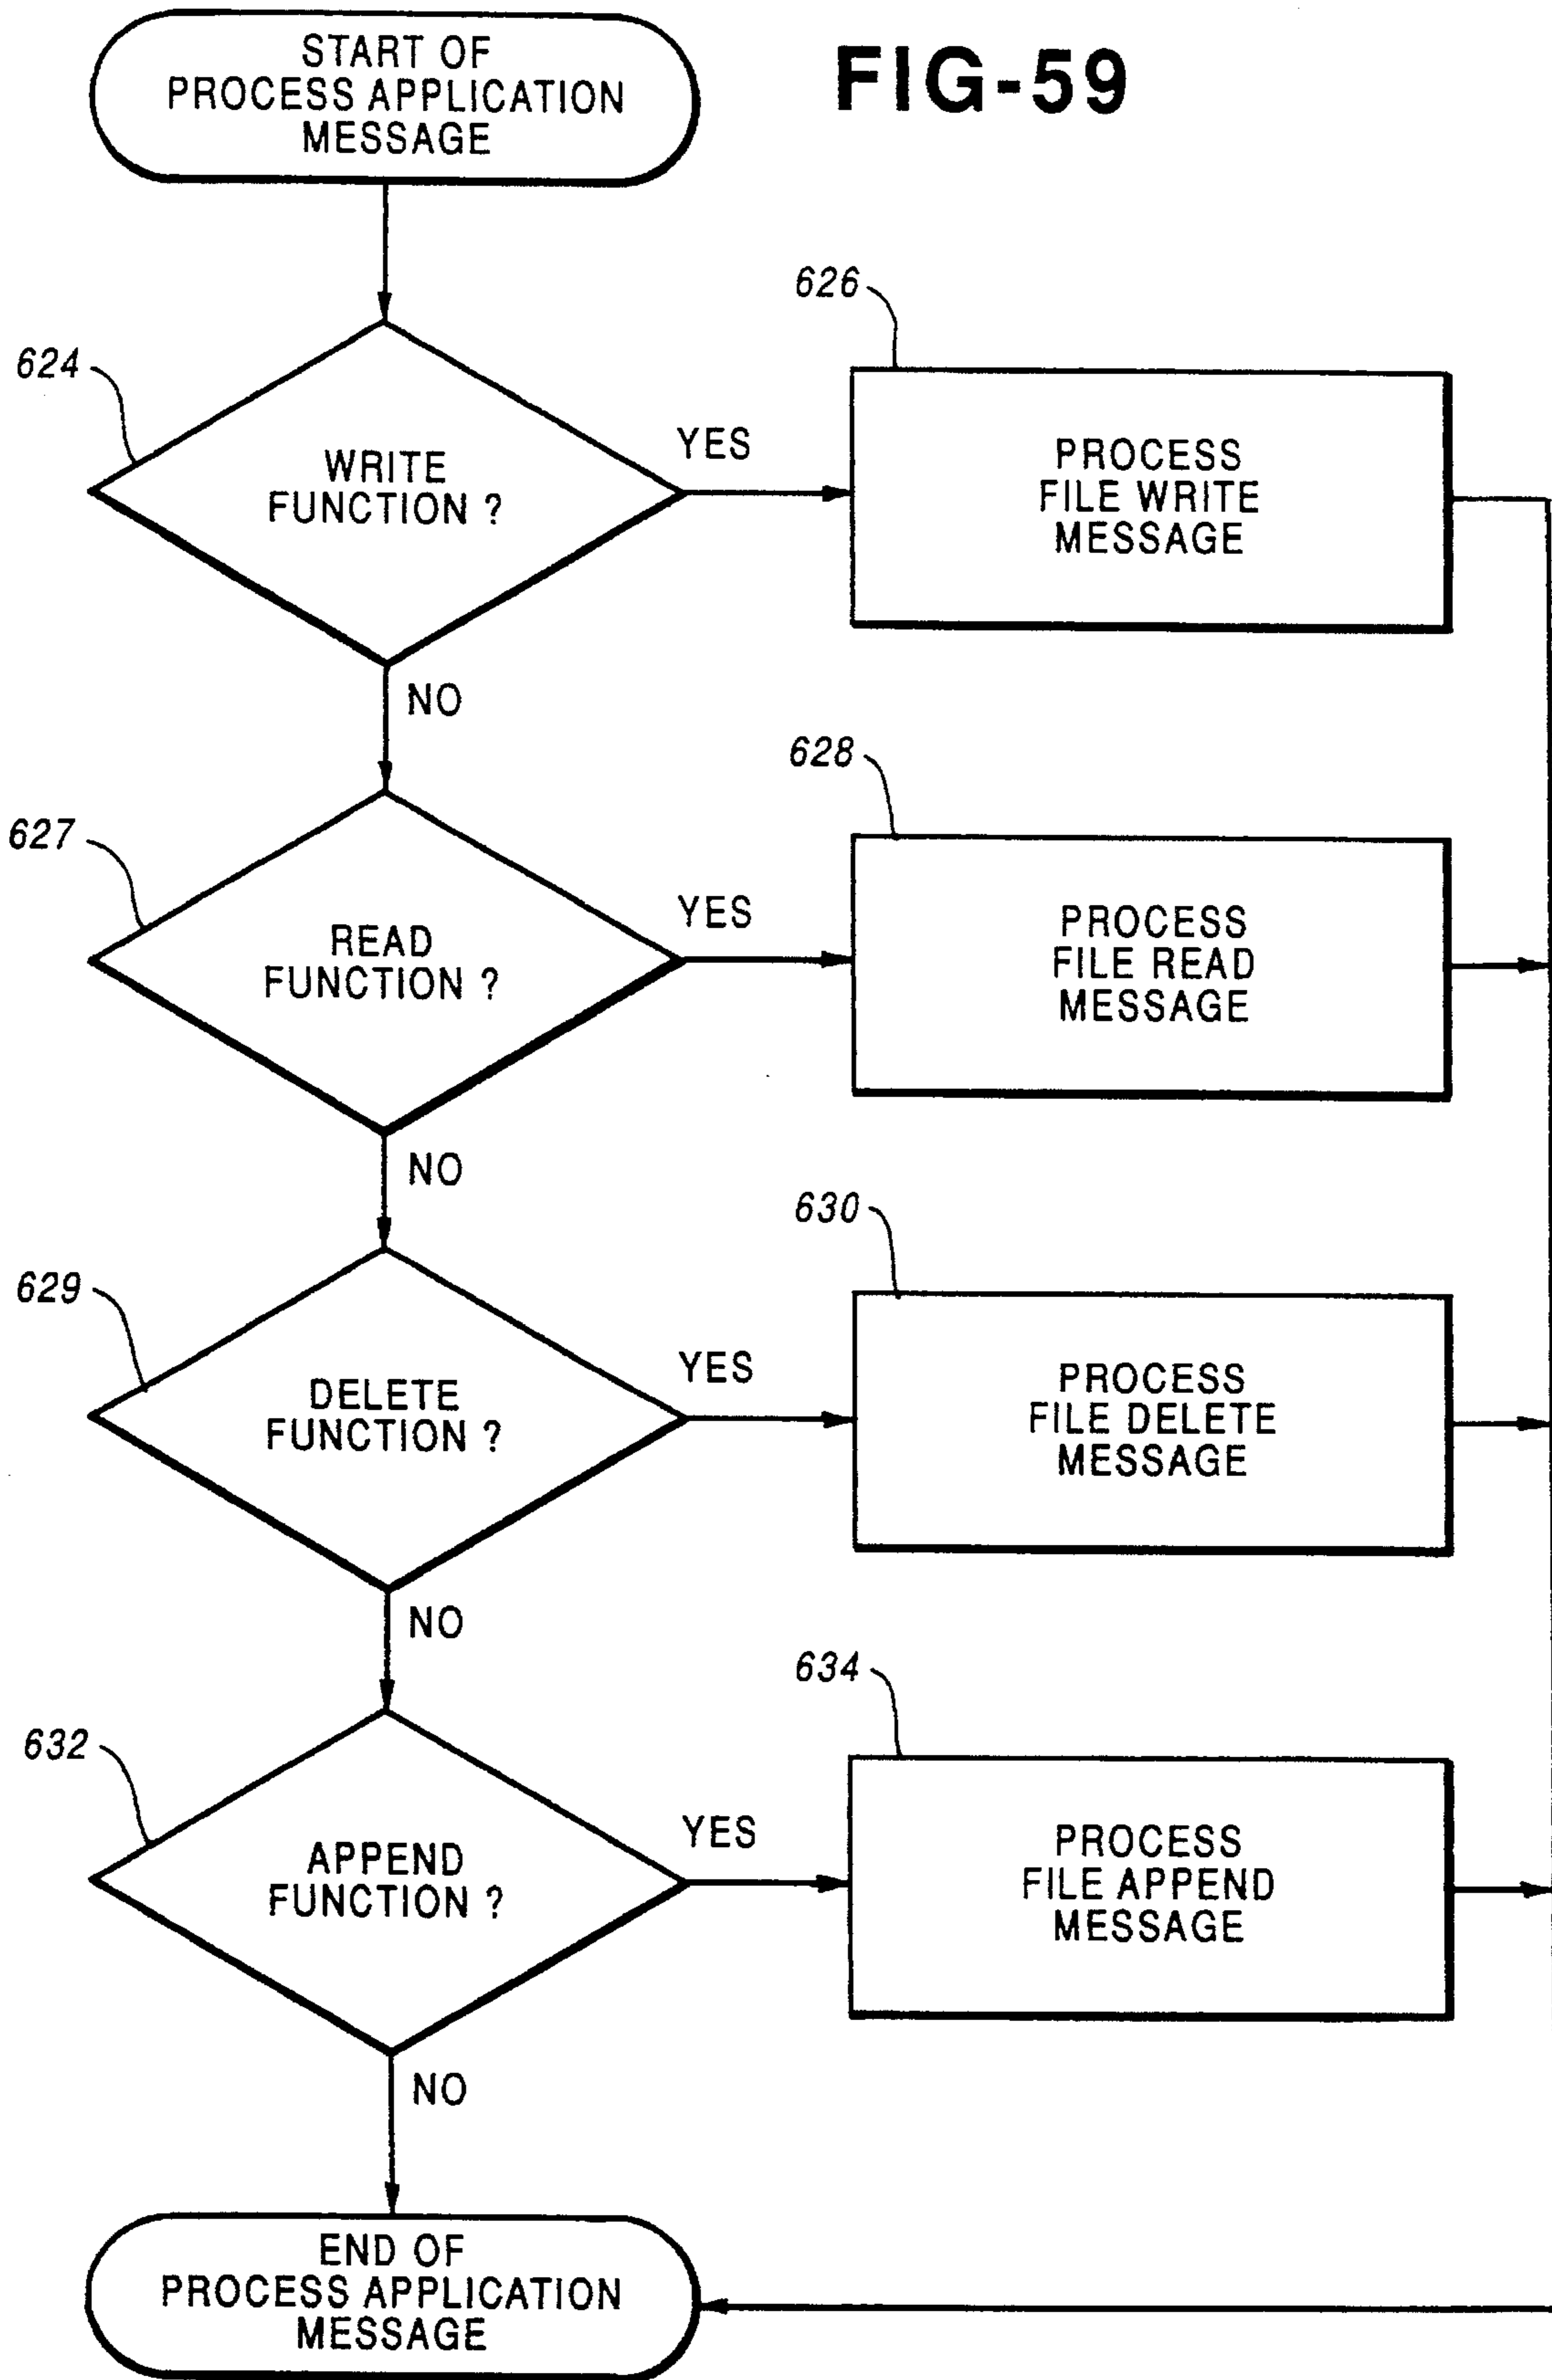 START OF
PROCESS APPLICATION
MESSAGE
FIG-59
624
WRITE
FUNCTION ?
YES
NO
626
PROCESS
FILE WRITE
MESSAGE
627
READ
FUNCTION ?
YES
NO
628
PROCESS
FILE READ
MESSAGE
629
DELETE
FUNCTION ?
YES
NO
630
PROCESS
FILE DELETE
MESSAGE
632
APPEND
FUNCTION ?
YES
NO
634
PROCESS
FILE APPEND
MESSAGE
END OF
PROCESS APPLICATION
MESSAGE